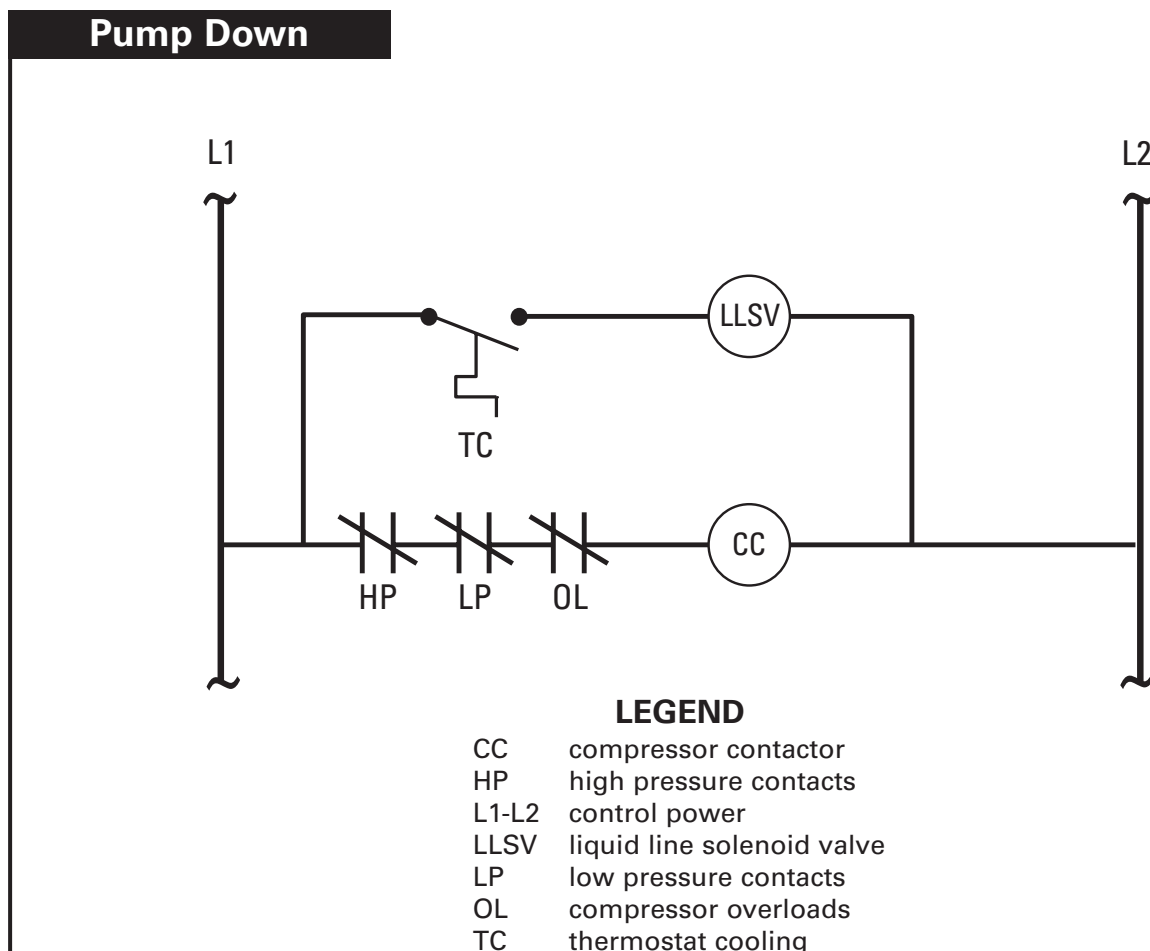 Pump Down
L1 L2
LLSV
TC
CC
HP LP OL
LEGEND
CC compressor contactor
HP high pressure contacts
L1-L2 control power
LLSV liquid line solenoid valve
LP low pressure contacts
OL compressor overloads
TC thermostat cooling